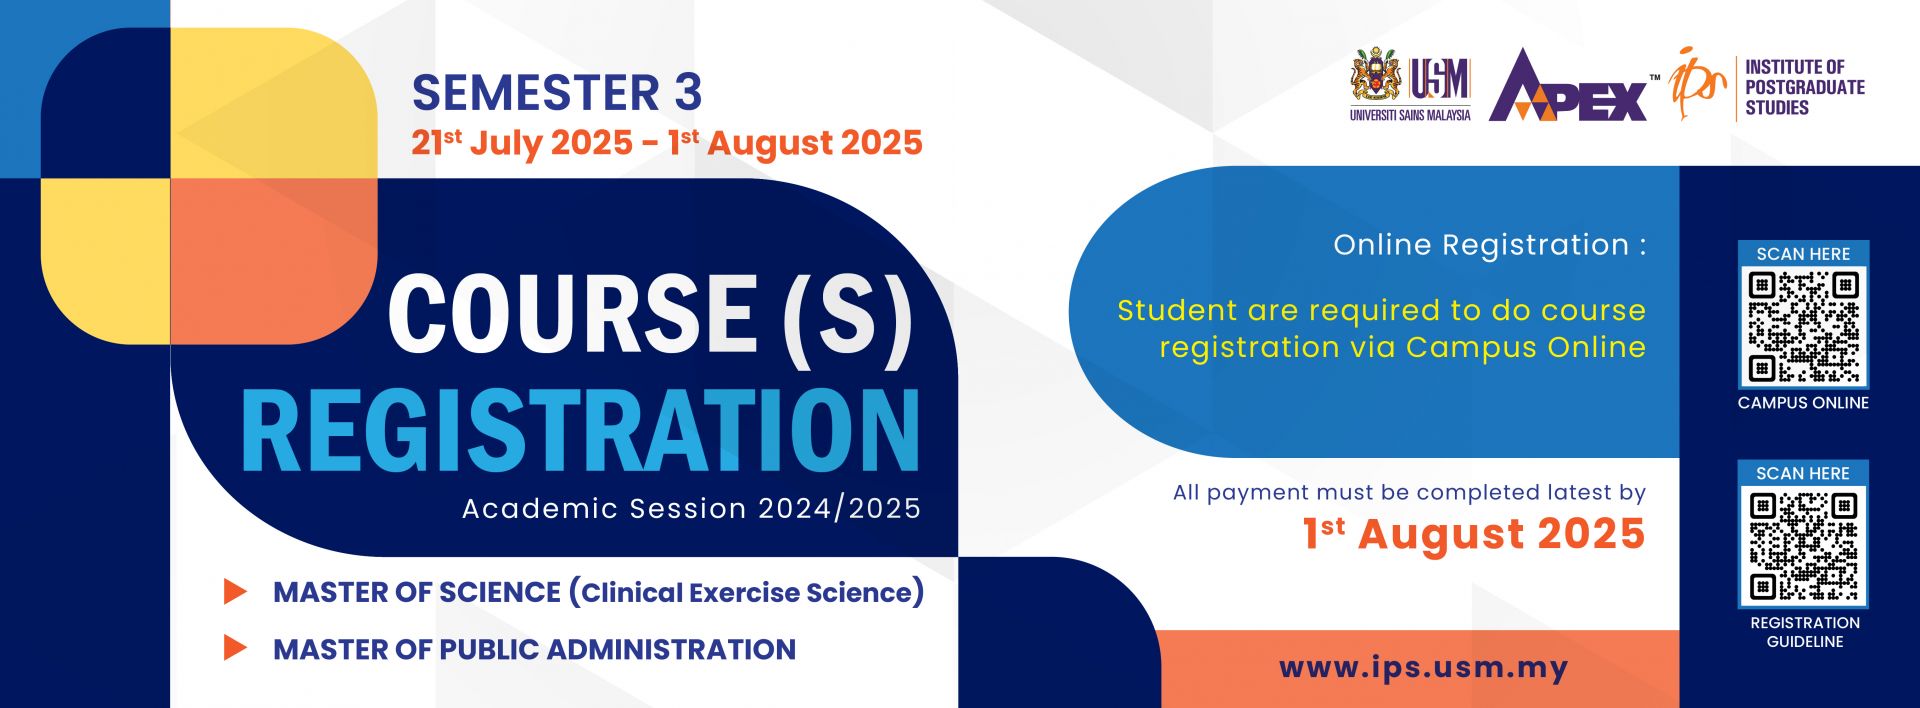 SEMESTER 3
21st July 2025 - 1st August 2025
COURSE (S)
REGISTRATION
Academic Session 2024/2025
MASTER OF SCIENCE (Clinical Exercise Science)
MASTER OF PUBLIC ADMINISTRATION
USM
UNIVERSITI SAINS MALAYSIA
APEX™
ips
INSTITUTE OF
POSTGRADUATE
STUDIES
Online Registration :
Student are required to do course
registration via Campus Online
All payment must be completed latest by
1st August 2025
www.ips.usm.my
SCAN HERE
CAMPUS ONLINE
SCAN HERE
REGISTRATION
GUIDELINE